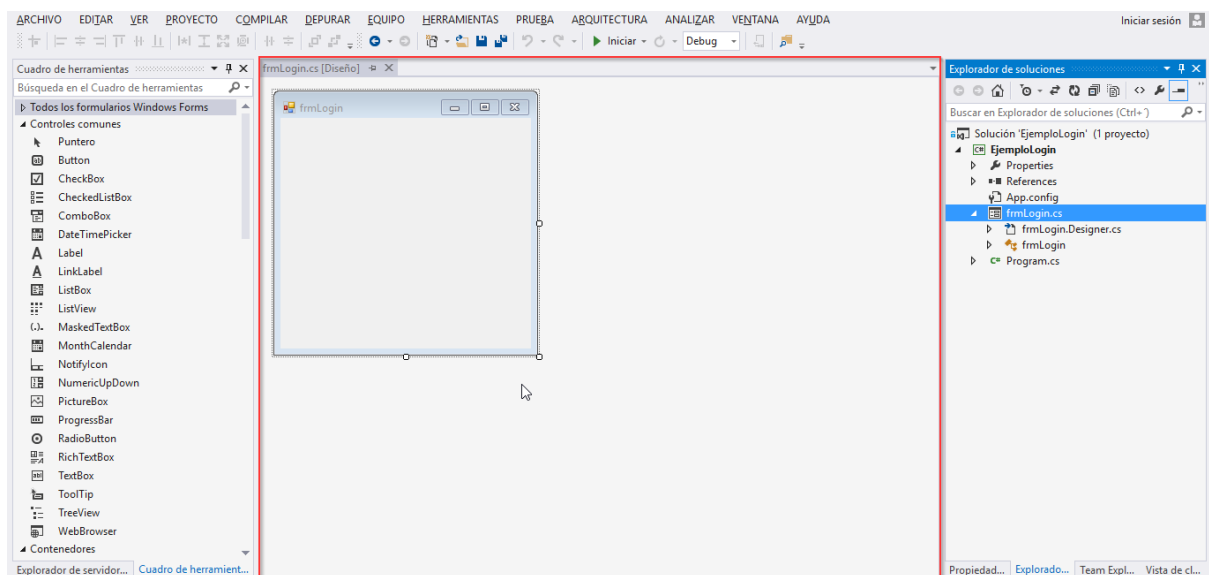 ARCHIVO EDITAR VER PROYECTO COMPILAR DEPURAR EQUIPO HERRAMIENTAS PRUEBA ARQUITECTURA ANALIZAR VENTANA AYUDA Iniciar sesión
Iniciar Debug
Cuadro de herramientas
Búsqueda en el Cuadro de herramientas
Todos los formularios Windows Forms
Controles comunes
Puntero
Button
CheckBox
CheckedListBox
ComboBox
DateTimePicker
Label
LinkLabel
ListBox
ListView
MaskedTextBox
MonthCalendar
NotifyIcon
NumericUpDown
PictureBox
ProgressBar
RadioButton
RichTextBox
TextBox
ToolTip
TreeView
WebBrowser
Contenedores
Explorador de servidor... Cuadro de herramient...
frmLogin.cs [Diseño]
frmLogin
Explorador de soluciones
Buscar en Explorador de soluciones (Ctrl+´)
Solución 'EjemploLogin' (1 proyecto)
EjemploLogin
Properties
References
App.config
frmLogin.cs
frmLogin.Designer.cs
frmLogin
Program.cs
Propiedad... Explorado... Team Expl... Vista de cl...